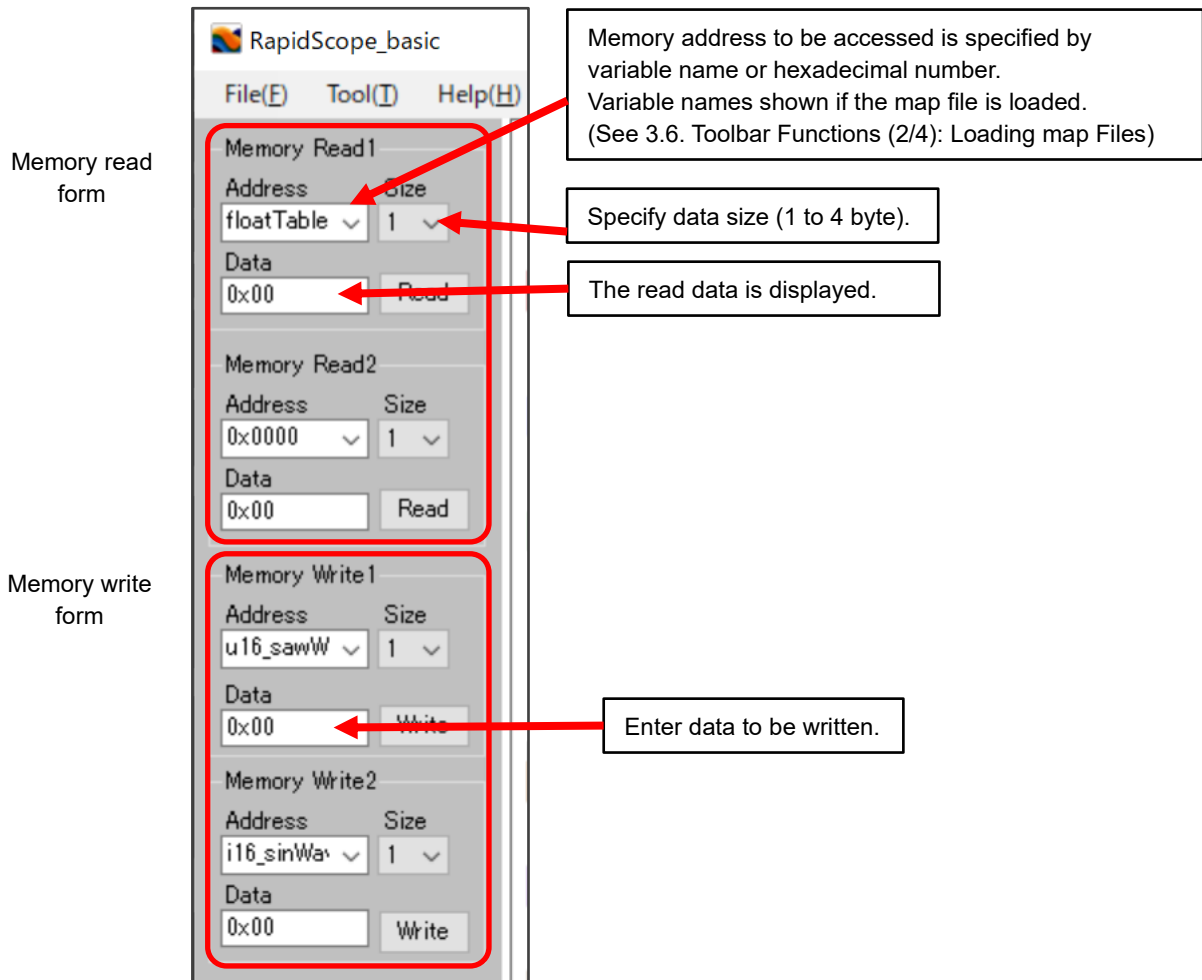 RapidScope_basic
File(F) Tool(T) Help(H)
Memory address to be accessed is specified by
variable name or hexadecimal number.
Variable names shown if the map file is loaded.
(See 3.6. Toolbar Functions (2/4): Loading map Files)
Memory read
form
Memory Read1
Address Size
floatTable 1
Specify data size (1 to 4 byte).
Data
0x00 Read
The read data is displayed.
Memory Read2
Address Size
0x0000 1
Data
0x00 Read
Memory write
form
Memory Write1
Address Size
u16_sawW 1
Data
0x00 Write
Enter data to be written.
Memory Write2
Address Size
i16_sinWa 1
Data
0x00 Write